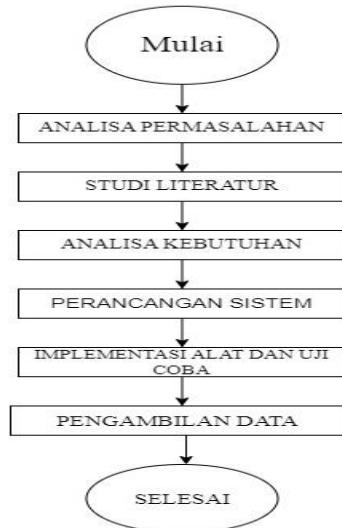 Mulai
ANALISA PERMASALAHAN
STUDI LITERATUR
ANALISA KEBUTUHAN
PERANCANGAN SISTEM
IMPLEMENTASI ALAT DAN UJI
COBA
PENGAMBILAN DATA
SELESAI